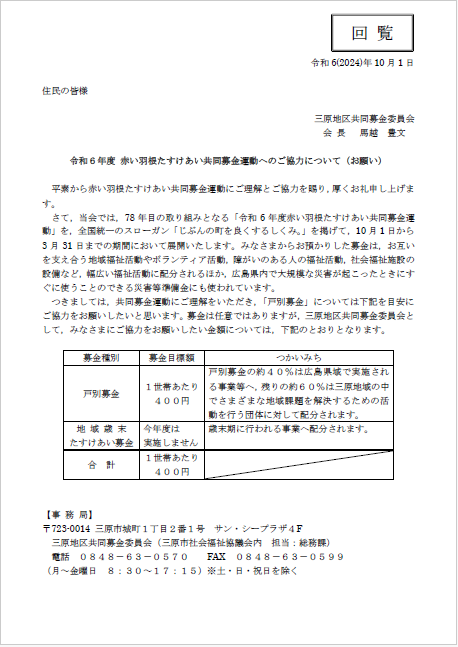 回 覧
令和 6(2024)年 10 月 1 日
住民の皆様
三原地区共同募金委員会
会 長　馬越　豊文
令和６年度 赤い羽根たすけあい共同募金運動へのご協力について（お願い）
平素から赤い羽根たすけあい共同募金運動にご理解とご協力を賜り，厚くお礼申し上げます。
さて，当会では，78 年目の取り組みとなる「令和 6 年度赤い羽根たすけあい共同募金運
動」を，全国統一のスローガン「じぶんの町を良くするしくみ。」を掲げて，10 月 1 日から
3 月 31 日までの期間において展開いたします。みなさまからお預かりした募金は，お互い
を支え合う地域福祉活動やボランティア活動，障がいのある人の福祉活動，社会福祉施設の
設備など，幅広い福祉活動に配分されるほか，広島県内で大規模な災害が起こったときにす
ぐに使うことのできる災害等準備金にも使われています。
つきましては，共同募金運動にご理解をいただき，「戸別募金」については下記を目安に
ご協力をお願いしたいと思います。募金は任意ではありますが，三原地区共同募金委員会と
して，みなさまにご協力をお願いしたい金額については，下記のとおりとなります。
募金種別　募金目標額　つかいみち
戸別募金　１世帯あたり ４００円　戸別募金の約４０％は広島県域で実施され
る事業等へ，残りの約６０％は三原地域の中
でさまざまな地域課題を解決するための活
動を行う団体に対して配分されます。
地 域 歳 末　今年度は　歳末期に行われる事業へ配分されます。
たすけあい募金　実施しません
合　計　１世帯あたり ４００円
【事 務 局】
〒723-0014 三原市城町１丁目２番１号　サン・シープラザ４F
三原地区共同募金委員会（三原市社会福祉協議会内　担当：総務課）
電話　０８４８－６３－０５７０　FAX　０８４８－６３－０５９９
（月～金曜日　８：３０～１７：１５）※土・日・祝日を除く